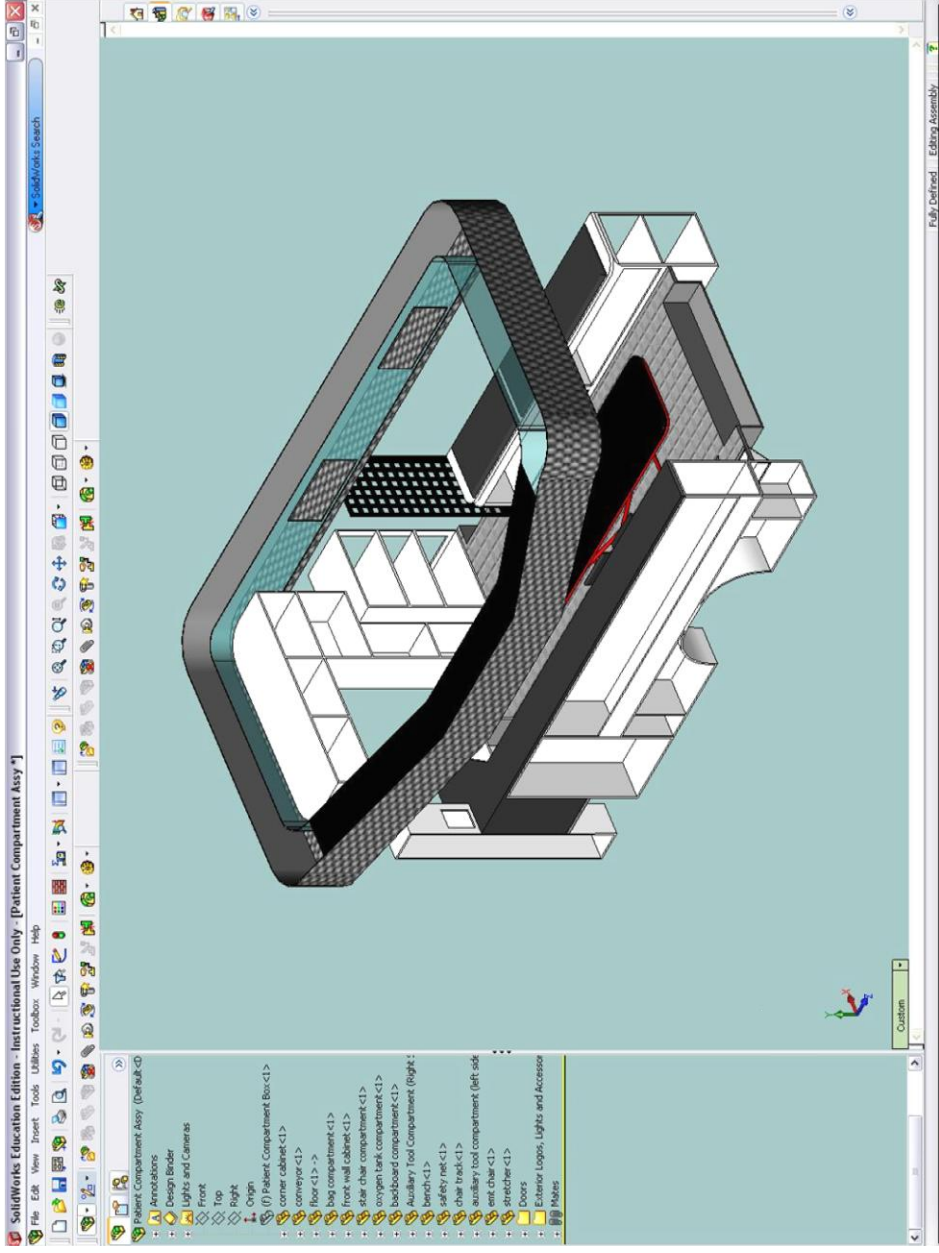 SolidWorks Education Edition - Instructional Use Only - [Patient Compartment Assy *]
File Edit View Insert Tools Utilities Toolbox Window Help
SolidWorks Search
Patient Compartment Assy (Default<D
Annotations
Design Binder
Lights and Cameras
Front
Top
Right
Origin
(f) Patient Compartment Box<1>
corner cabinet<1>
conveyor<1>
floor<1> ->
bag compartment<1>
front wall cabinet<1>
stair chair compartment<1>
oxygen tank compartment<1>
backboard compartment<1>
Auxiliary Tool Compartment (Right
bench<1>
safety net<1>
chair track<1>
auxiliary tool compartment (left side
emt chair<1>
stretcher<1>
Doors
Exterior Logos, Lights and Accessor
Mates
Y
X
Z
Custom
Fully Defined Editing Assembly